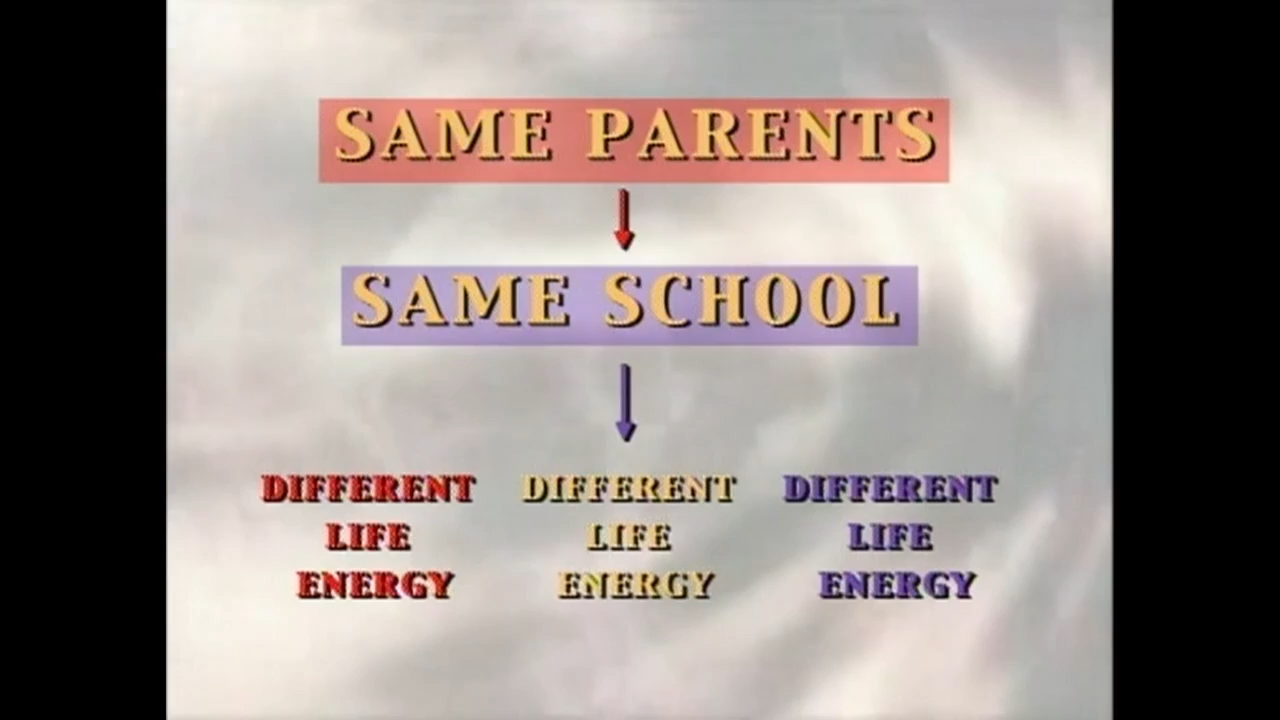 SAME PARENTS
SAME SCHOOL
DIFFERENT LIFE ENERGY
DIFFERENT LIFE ENERGY
DIFFERENT LIFE ENERGY